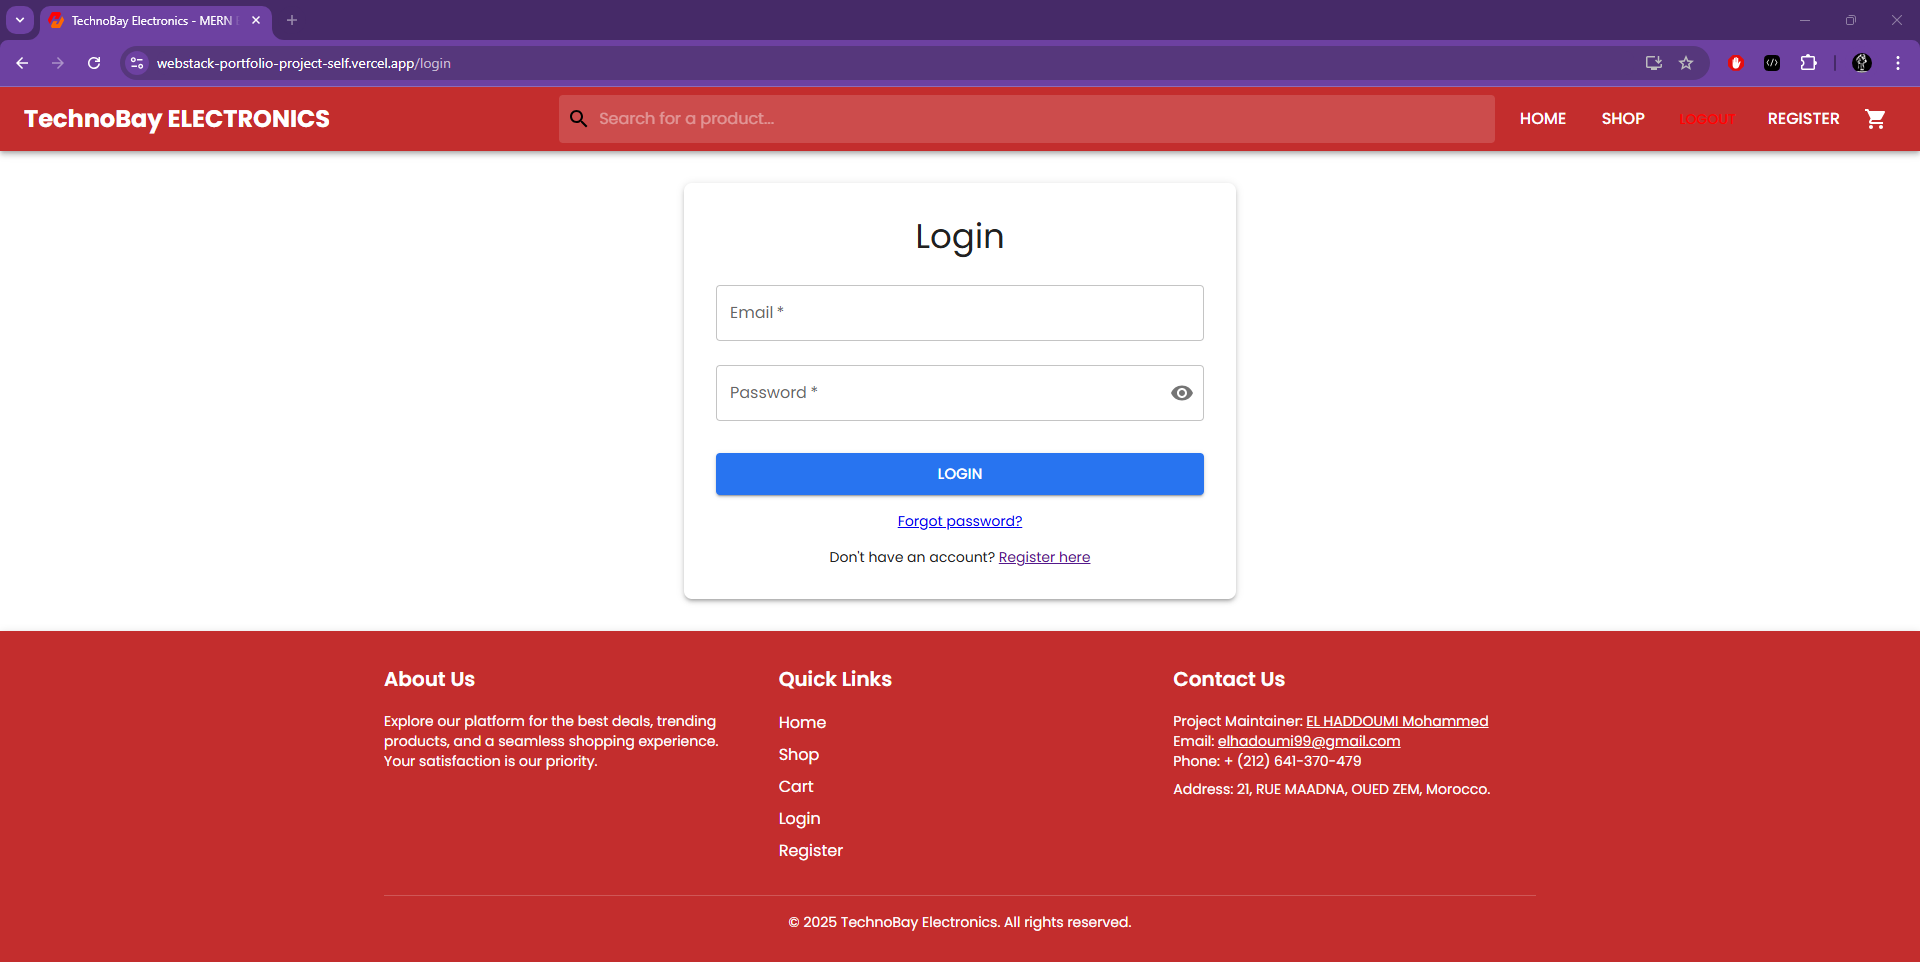 TechnoBay Electronics - MERN
webstack-portfolio-project-self.vercel.app/login
TechnoBay ELECTRONICS
Search for a product...
HOME
SHOP
LOGOUT
REGISTER
Login
Email *
Password *
LOGIN
Forgot password?
Don't have an account? Register here
About Us
Explore our platform for the best deals, trending
products, and a seamless shopping experience.
Your satisfaction is our priority.
Quick Links
Home
Shop
Cart
Login
Register
Contact Us
Project Maintainer: EL HADDOUMI Mohammed
Email: elhadoumi99@gmail.com
Phone: + (212) 641-370-479
Address: 21, RUE MAADNA, OUED ZEM, Morocco.
© 2025 TechnoBay Electronics. All rights reserved.